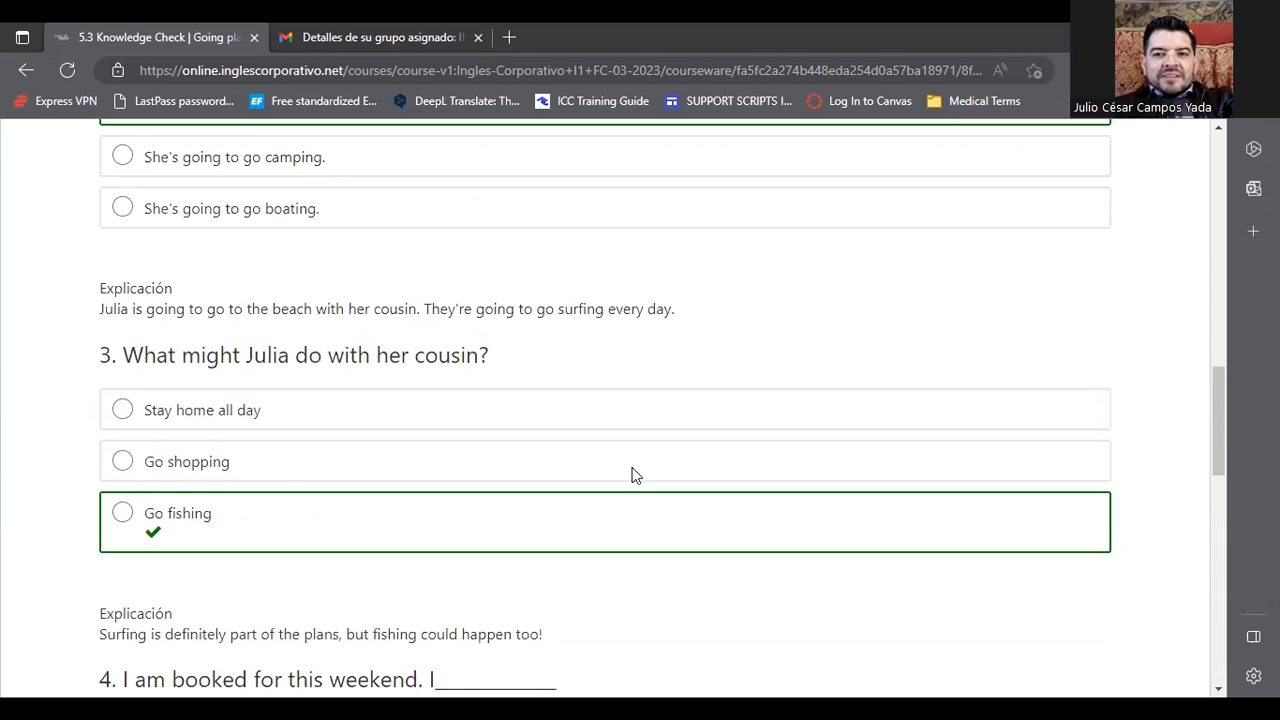 5.3 Knowledge Check | Going pl
Detalles de su grupo asignado: I
https://online.inglescorporativo.net/courses/course-v1:Ingles-Corporativo+I1+FC-03-2023/courseware/fa5fc2a274b448eda254d0a57ba18971/8f...
Julio César Campos Yada
Express VPN
LastPass password...
Free standardized E...
DeepL Translate: Th...
ICC Training Guide
SUPPORT SCRIPTS I...
Log In to Canvas
Medical Terms
She's going to go camping.
She's going to go boating.
Explicación
Julia is going to go to the beach with her cousin. They're going to go surfing every day.
3. What might Julia do with her cousin?
Stay home all day
Go shopping
Go fishing
Explicación
Surfing is definitely part of the plans, but fishing could happen too!
4. I am booked for this weekend. I____________